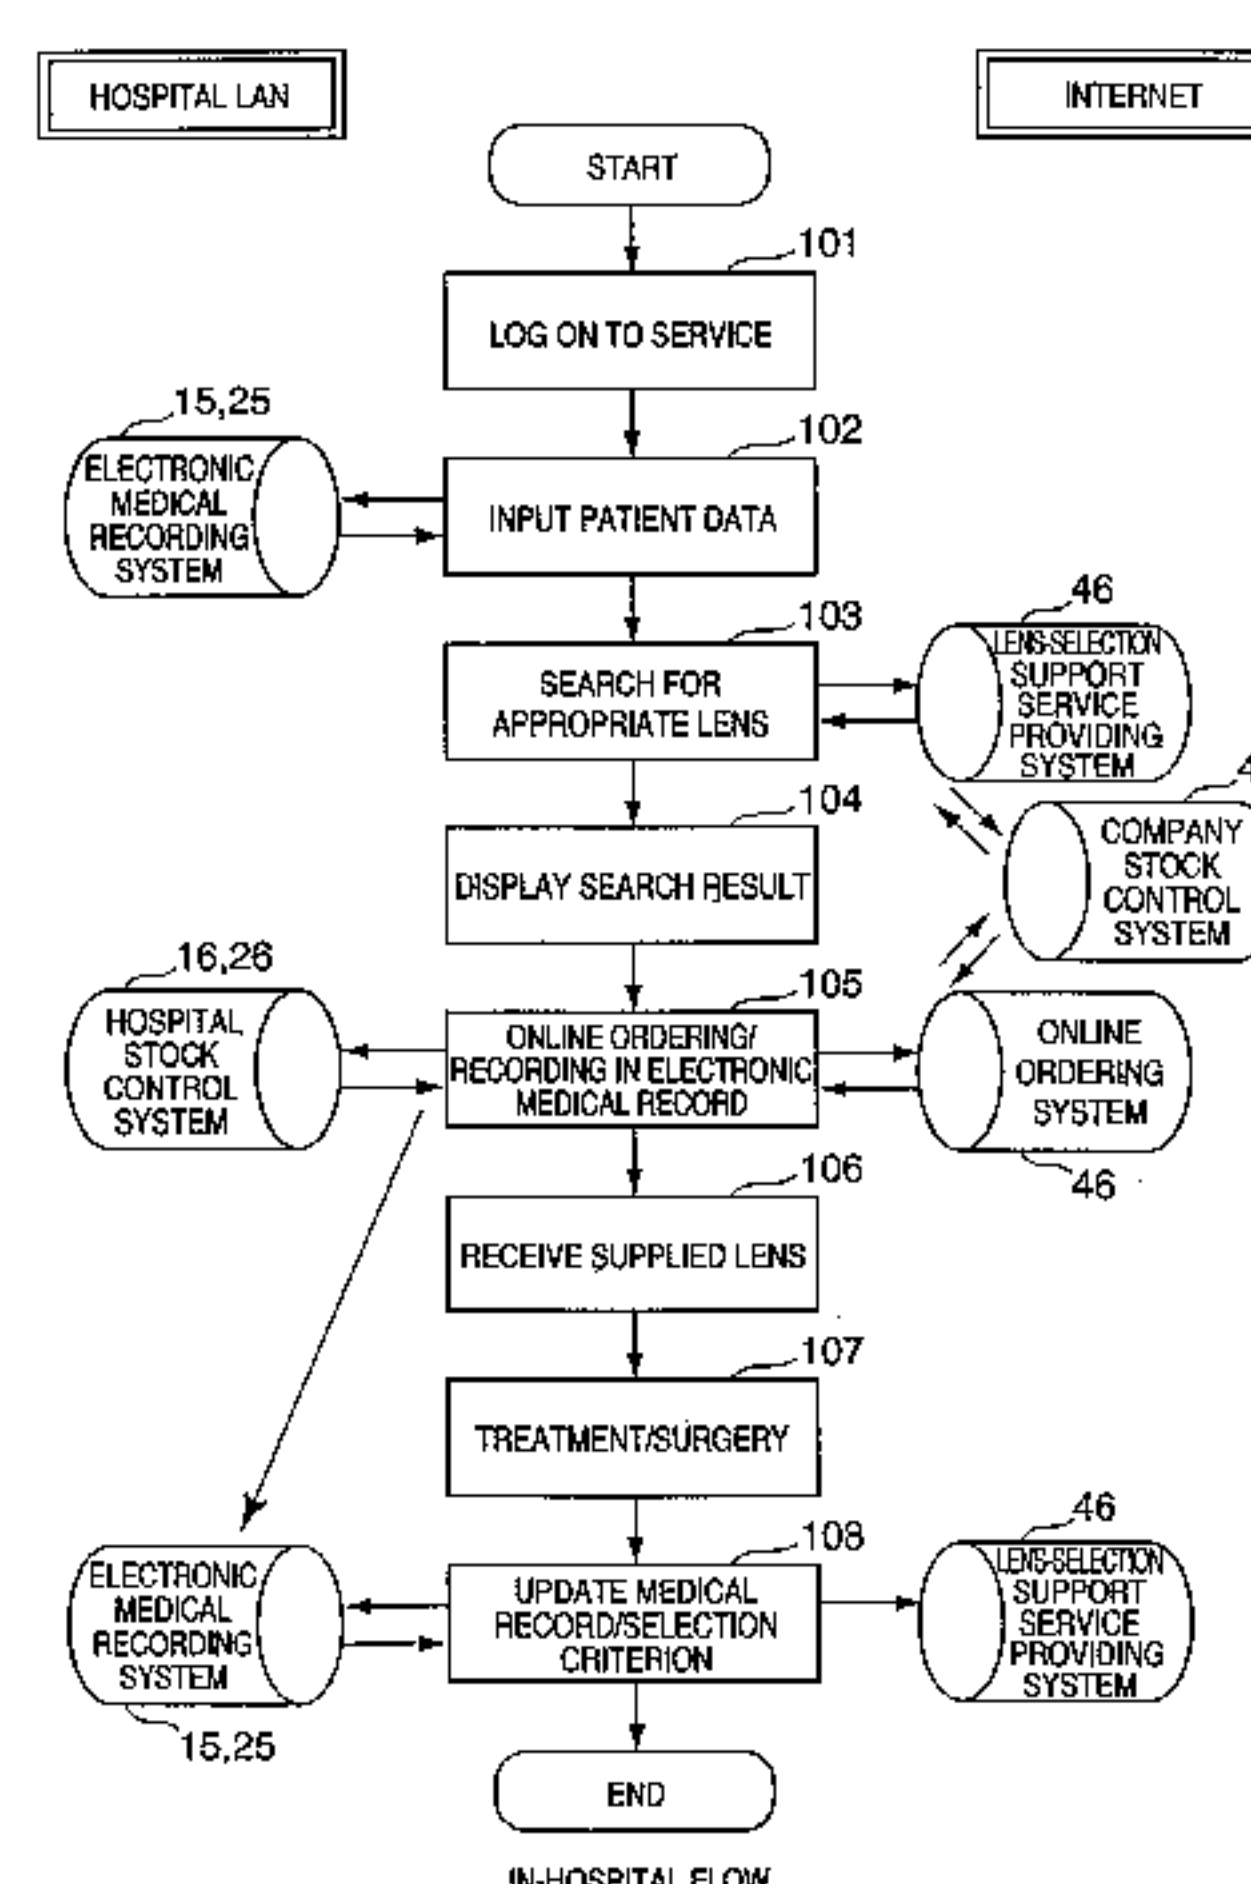 HOSPITAL LAN
INTERNET
START
101
LOG ON TO SERVICE
15,25
ELECTRONIC
MEDICAL
RECORDING
SYSTEM
102
INPUT PATIENT DATA
103
SEARCH FOR
APPROPRIATE LENS
46
LENS-SELECTION
SUPPORT
SERVICE
PROVIDING
SYSTEM
104
DISPLAY SEARCH RESULT
COMPANY
STOCK
CONTROL
SYSTEM
16,26
HOSPITAL
STOCK
CONTROL
SYSTEM
105
ONLINE ORDERING/
RECORDING IN ELECTRONIC
MEDICAL RECORD
ONLINE
ORDERING
SYSTEM
46
106
RECEIVE SUPPLIED LENS
107
TREATMENT/SURGERY
ELECTRONIC
MEDICAL
RECORDING
SYSTEM
15,25
108
UPDATE MEDICAL
RECORD/SELECTION
CRITERION
46
LENS-SELECTION
SUPPORT
SERVICE
PROVIDING
SYSTEM
END
IN-HOSPITAL FLOW